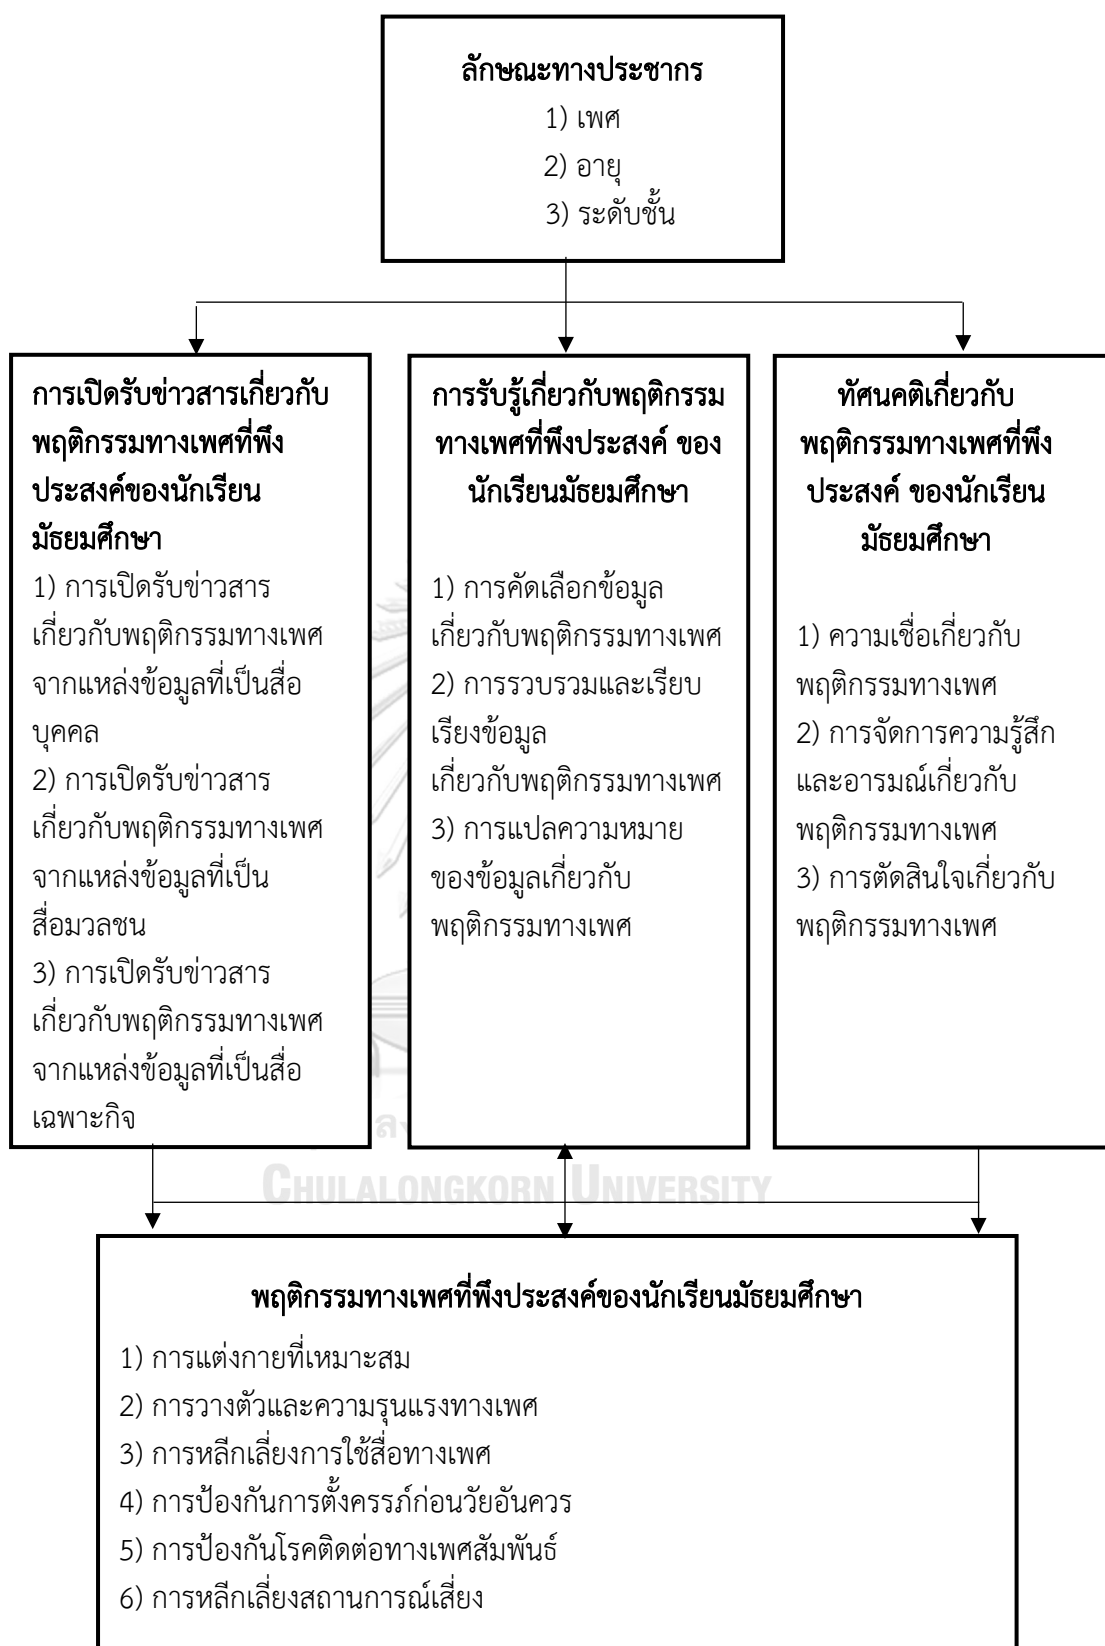 ลักษณะทางประชากร
1) เพศ
2) อายุ
3) ระดับชั้น
การเปิดรับข่าวสารเกี่ยวกับ
พฤติกรรมทางเพศที่พึง
ประสงค์ของนักเรียน
มัธยมศึกษา
1) การเปิดรับข่าวสาร
เกี่ยวกับพฤติกรรมทางเพศ
จากแหล่งข้อมูลที่เป็นสื่อ
บุคคล
2) การเปิดรับข่าวสาร
เกี่ยวกับพฤติกรรมทางเพศ
จากแหล่งข้อมูลที่เป็น
สื่อมวลชน
3) การเปิดรับข่าวสาร
เกี่ยวกับพฤติกรรมทางเพศ
จากแหล่งข้อมูลที่เป็นสื่อ
เฉพาะกิจ
การรับรู้เกี่ยวกับพฤติกรรม
ทางเพศที่พึงประสงค์ ของ
นักเรียนมัธยมศึกษา
1) การคัดเลือกข้อมูล
เกี่ยวกับพฤติกรรมทางเพศ
2) การรวบรวมและเรียบ
เรียงข้อมูล
เกี่ยวกับพฤติกรรมทางเพศ
3) การแปลความหมาย
ของข้อมูลเกี่ยวกับ
พฤติกรรมทางเพศ
ทัศนคติเกี่ยวกับ
พฤติกรรมทางเพศที่พึง
ประสงค์ ของนักเรียน
มัธยมศึกษา
1) ความเชื่อเกี่ยวกับ
พฤติกรรมทางเพศ
2) การจัดการความรู้สึก
และอารมณ์เกี่ยวกับ
พฤติกรรมทางเพศ
3) การตัดสินใจเกี่ยวกับ
พฤติกรรมทางเพศ
CHULALONGKORN UNIVERSITY
พฤติกรรมทางเพศที่พึงประสงค์ของนักเรียนมัธยมศึกษา
1) การแต่งกายที่เหมาะสม
2) การวางตัวและความรุนแรงทางเพศ
3) การหลีกเลี่ยงการใช้สื่อทางเพศ
4) การป้องกันการตั้งครรภ์ก่อนวัยอันควร
5) การป้องกันโรคติดต่อทางเพศสัมพันธ์
6) การหลีกเลี่ยงสถานการณ์เสี่ยง